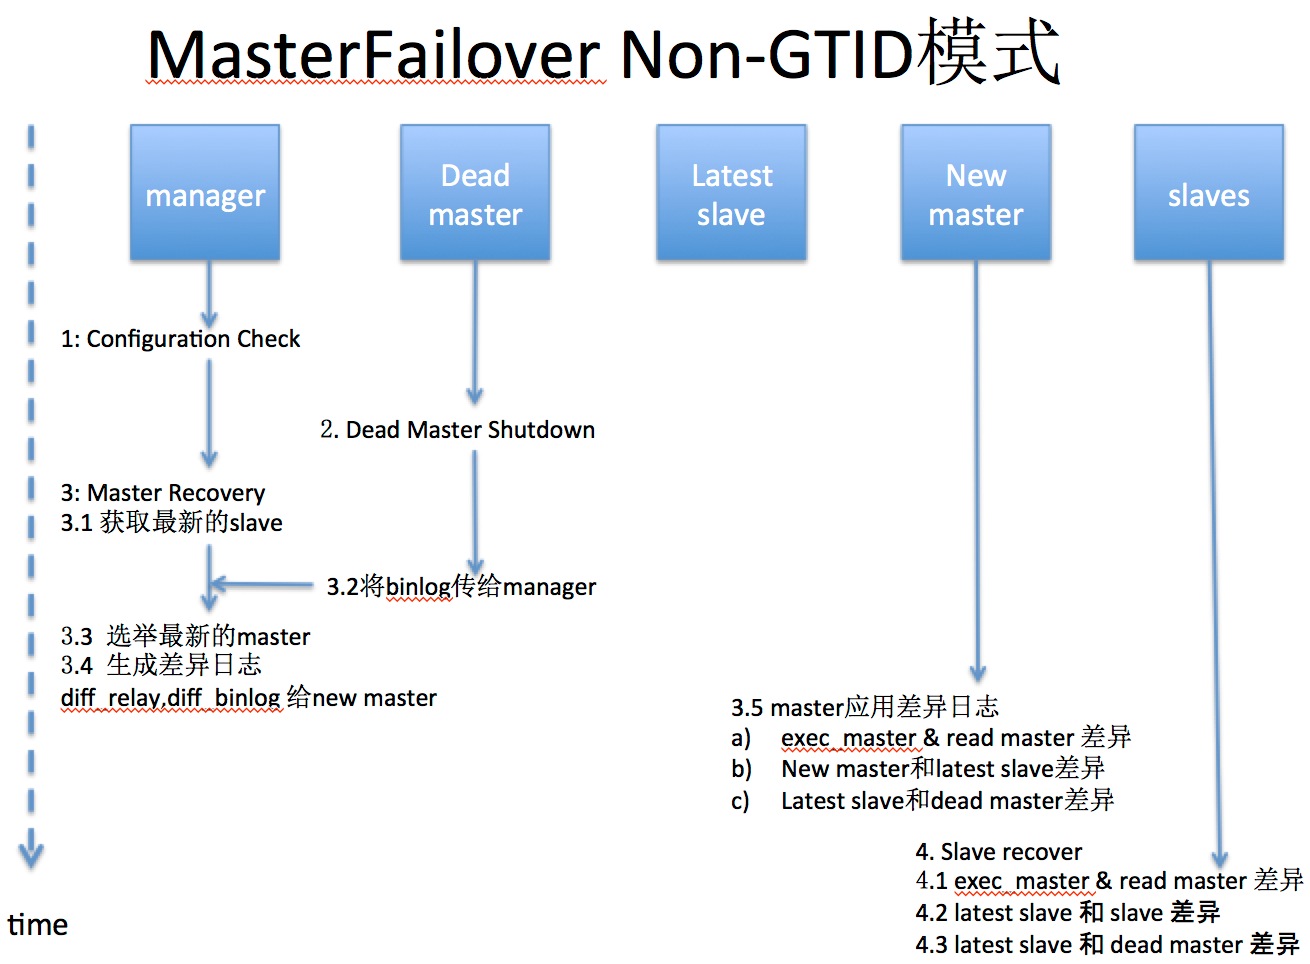 MasterFailover Non-GTID模式
manager
Dead
master
Latest
slave
New
master
slaves
1: Configuration Check
2. Dead Master Shutdown
3: Master Recovery
3.1 获取最新的slave
3.2将binlog传给manager
3.3 选举最新的master
3.4 生成差异日志
diff_relay,diff_binlog 给new master
3.5 master应用差异日志
a) exec_master & read master 差异
b) New master和latest slave差异
c) Latest slave和dead master差异
4. Slave recover
4.1 exec_master & read master 差异
4.2 latest slave 和 slave 差异
4.3 latest slave 和 dead master 差异
time